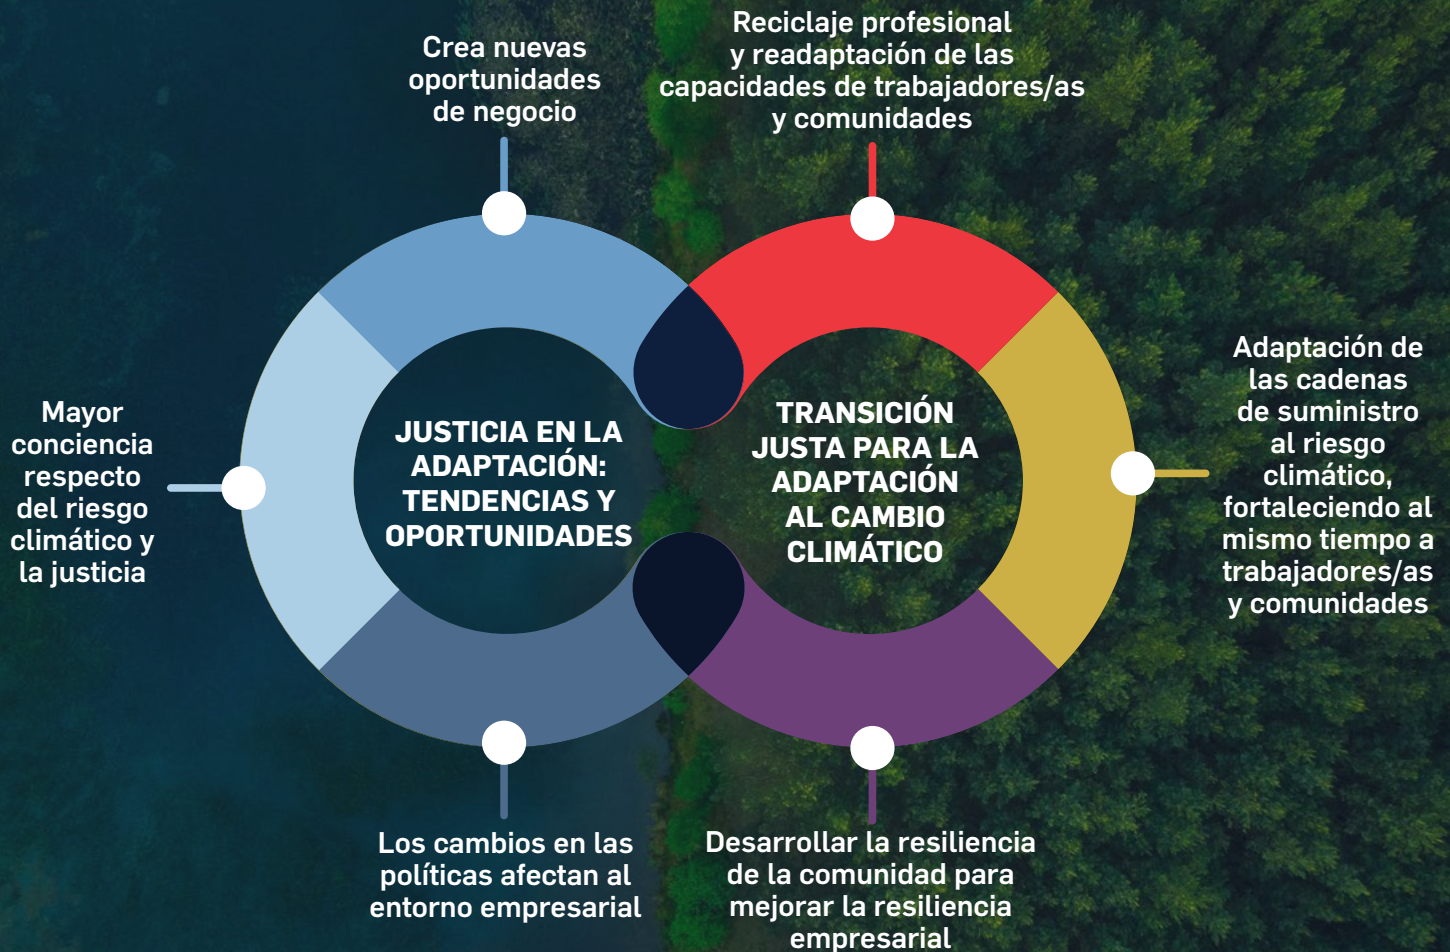 Crea nuevas
oportunidades
de negocio
Reciclaje profesional
y readaptación de las
capacidades de trabajadores/as
y comunidades
Mayor
conciencia
respecto
del riesgo
climático y
la justicia
JUSTICIA EN LA
ADAPTACIÓN:
TENDENCIAS Y
OPORTUNIDADES
TRANSICIÓN
JUSTA PARA LA
ADAPTACIÓN
AL CAMBIO
CLIMÁTICO
Adaptación de
las cadenas
de suministro
al riesgo
climático,
fortaleciendo al
mismo tiempo a
trabajadores/as
y comunidades
Los cambios en las
políticas afectan al
entorno empresarial
Desarrollar la resiliencia
de la comunidad para
mejorar la resiliencia
empresarial